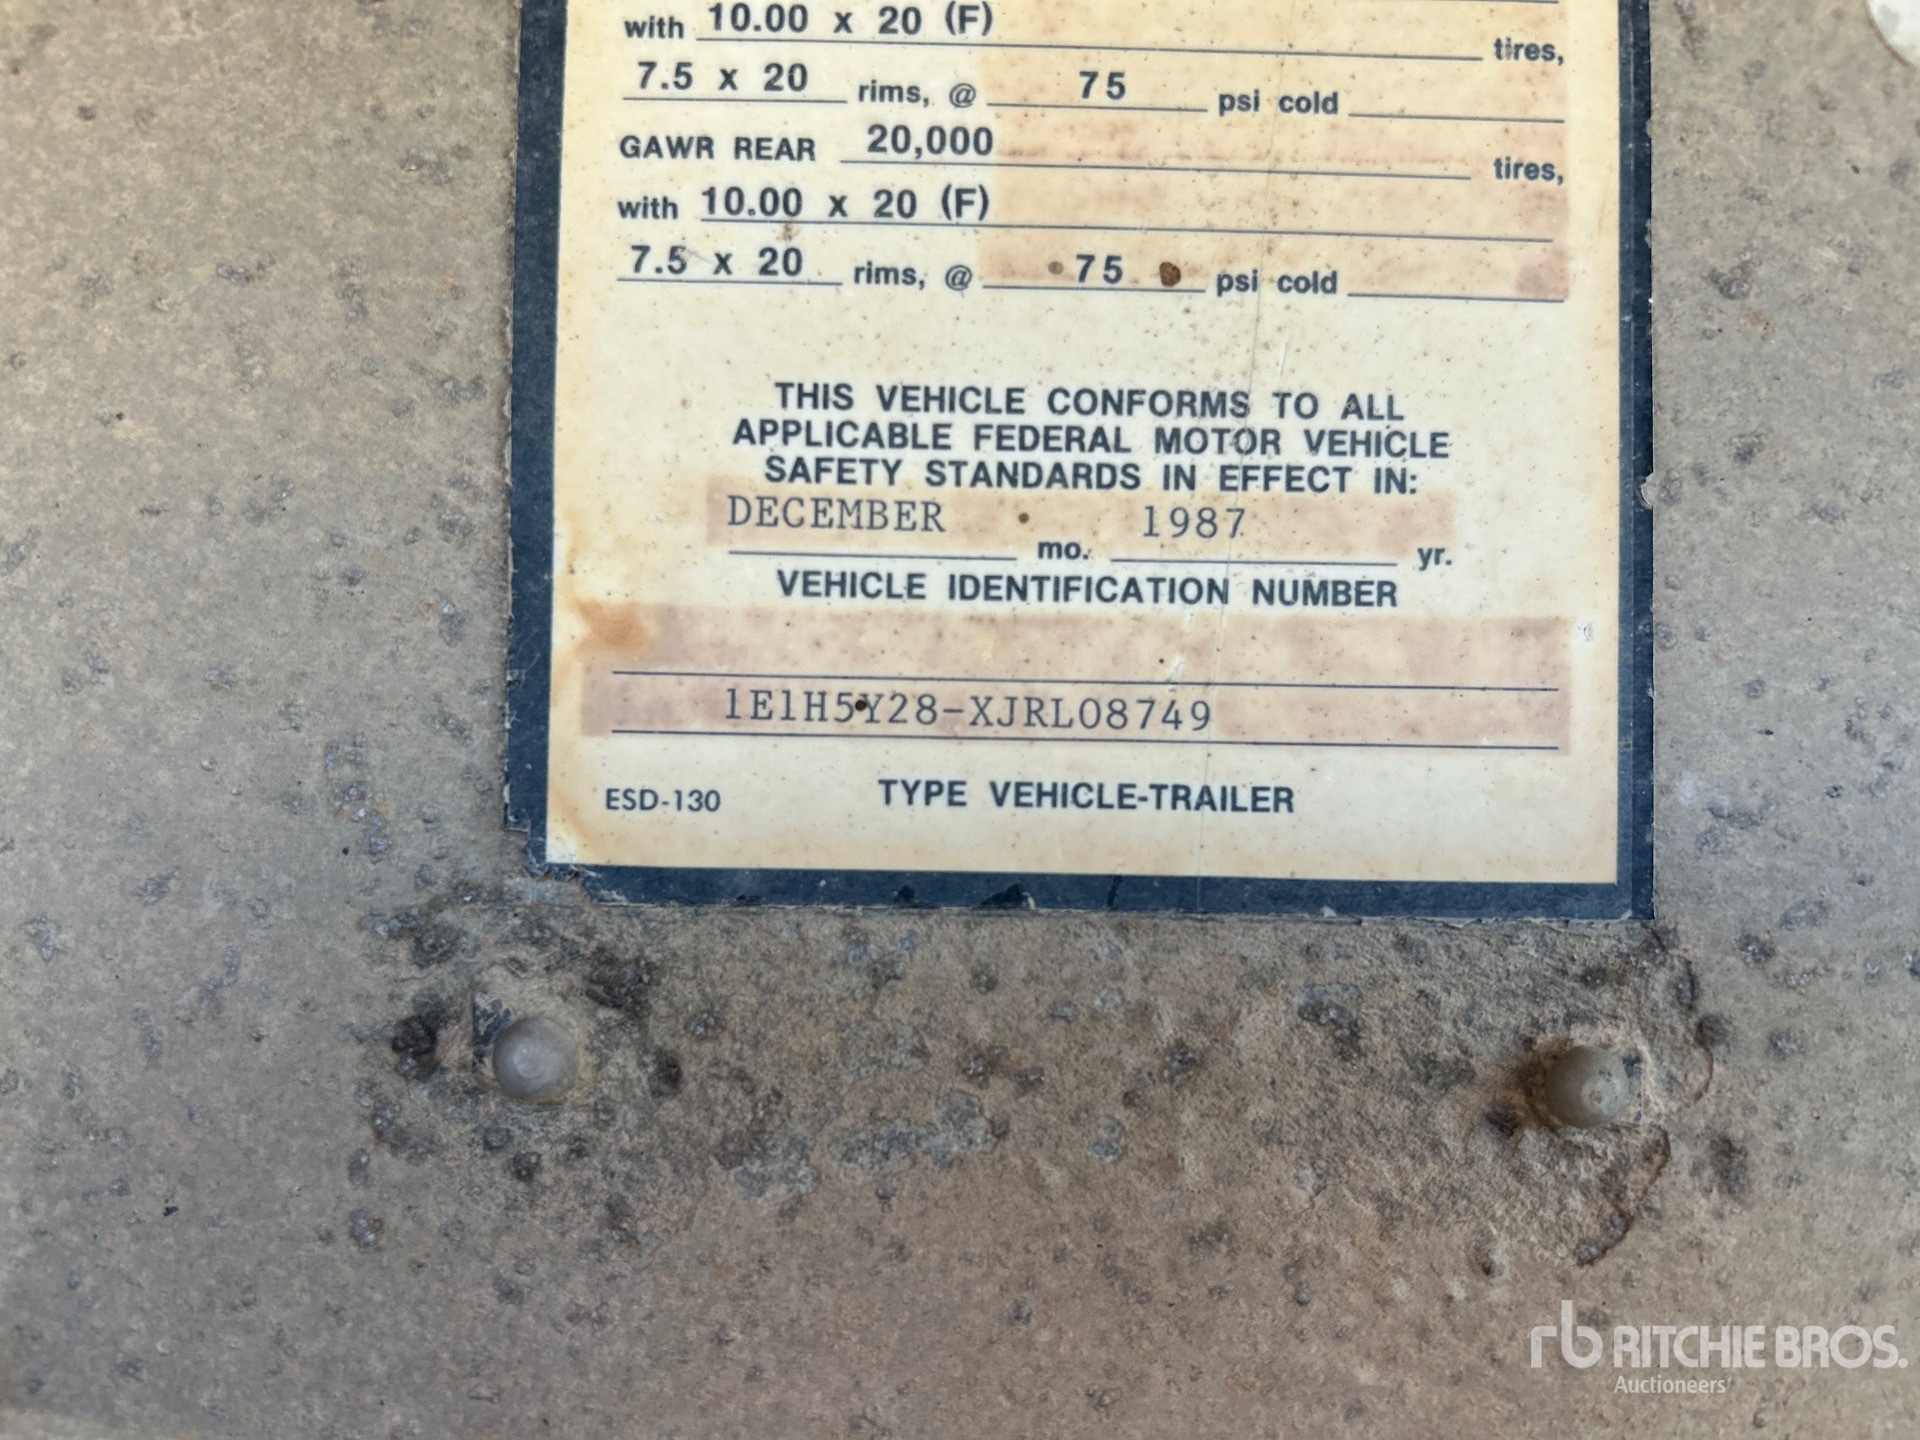 with 10.00 x 20 (F) tires,
7.5 x 20 rims, @ 75 psi cold
GAWR REAR 20,000 tires,
with 10.00 x 20 (F)
7.5 x 20 rims, @ 75 psi cold
THIS VEHICLE CONFORMS TO ALL
APPLICABLE FEDERAL MOTOR VEHICLE
SAFETY STANDARDS IN EFFECT IN:
DECEMBER mo. 1987 yr.
VEHICLE IDENTIFICATION NUMBER
1E1H5Y28-XJRL08749
ESD-130 TYPE VEHICLE-TRAILER
rb RITCHIE BROS.
Auctioneers